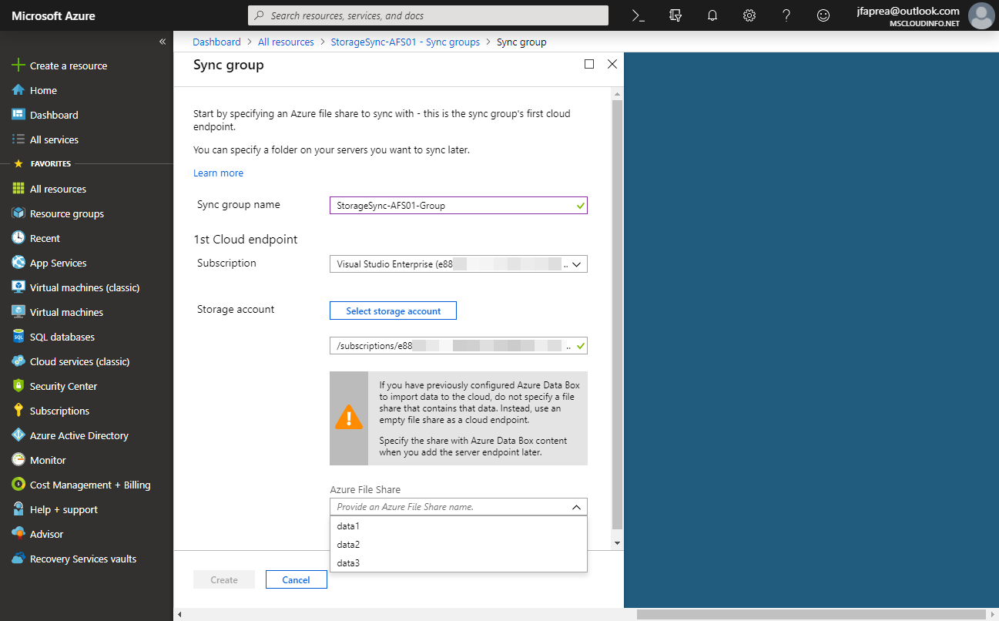 Microsoft Azure
Search resources, services, and docs
jfaprea@outlook.com
MSCLOUDINFO.NET
Create a resource
Home
Dashboard
All services
FAVORITES
All resources
Resource groups
Recent
App Services
Virtual machines (classic)
Virtual machines
SQL databases
Cloud services (classic)
Security Center
Subscriptions
Azure Active Directory
Monitor
Cost Management + Billing
Help + support
Advisor
Recovery Services vaults
Dashboard > All resources > StorageSync-AFS01 - Sync groups > Sync group
Sync group
Start by specifying an Azure file share to sync with - this is the sync group's first cloud
endpoint.
You can specify a folder on your servers you want to sync later.
Learn more
Sync group name
StorageSync-AFS01-Group
1st Cloud endpoint
Subscription
Visual Studio Enterprise (e88 ..
Storage account
Select storage account
/subscriptions/e88 ..
If you have previously configured Azure Data Box
to import data to the cloud, do not specify a file
share that contains that data. Instead, use an
empty file share as a cloud endpoint.
Specify the share with Azure Data Box content
when you add the server endpoint later.
Azure File Share
Provide an Azure File Share name.
data1
data2
data3
Create
Cancel